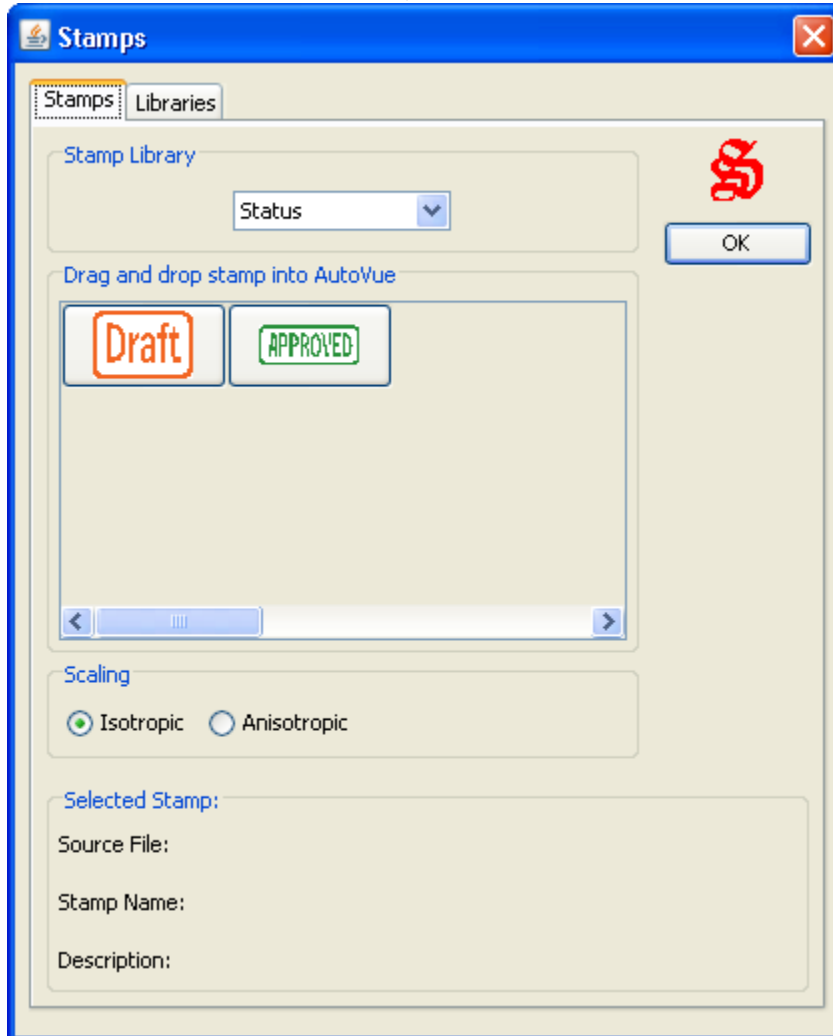 Stamps
Stamps Libraries
Stamp Library
S
Status
OK
Drag and drop stamp into AutoVue
Draft APPROVED
Scaling
Isotropic Anisotropic
Selected Stamp:
Source File:
Stamp Name:
Description: